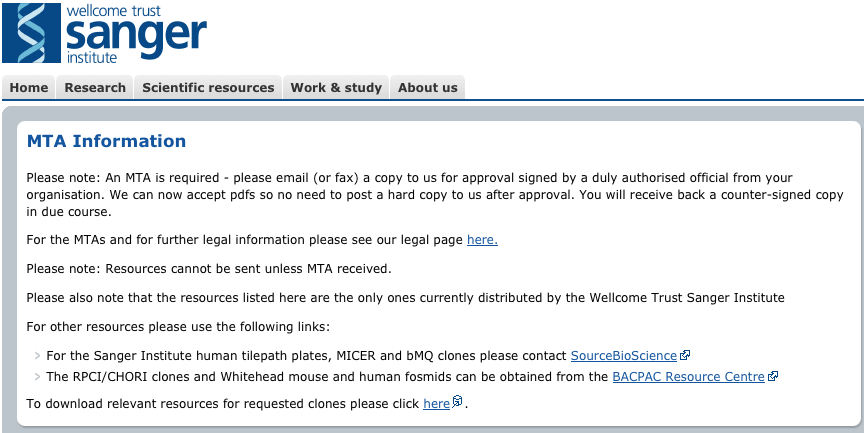 wellcome trust
sanger
institute
Home Research Scientific resources Work & study About us
MTA Information
Please note: An MTA is required - please email (or fax) a copy to us for approval signed by a duly authorised official from your
organisation. We can now accept pdfs so no need to post a hard copy to us after approval. You will receive back a counter-signed copy
in due course.
For the MTAs and for further legal information please see our legal page here.
Please note: Resources cannot be sent unless MTA received.
Please also note that the resources listed here are the only ones currently distributed by the Wellcome Trust Sanger Institute
For other resources please use the following links:
> For the Sanger Institute human tilepath plates, MICER and bMQ clones please contact SourceBioScience
> The RPCI/CHORI clones and Whitehead mouse and human fosmids can be obtained from the BACPAC Resource Centre
To download relevant resources for requested clones please click here.